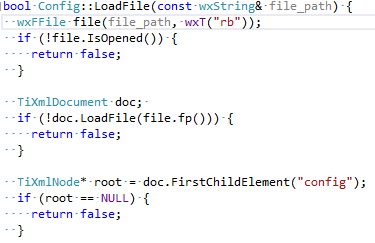 bool Config::LoadFile(const wxString& file_path) {
  wxFFile file(file_path, wxT("rb"));
  if (!file.IsOpened()) {
    return false;
  }

  TiXmlDocument doc;
  if (!doc.LoadFile(file.fp())) {
    return false;
  }

  TiXmlNode* root = doc.FirstChildElement("config");
  if (root == NULL) {
    return false;
  }